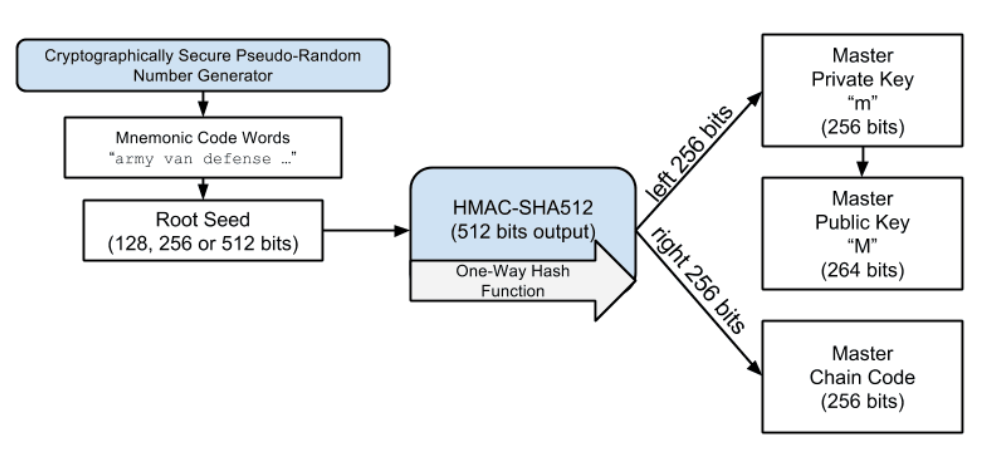 Cryptographically Secure Pseudo-Random
Number Generator
Mnemonic Code Words
“army van defense …”
Root Seed
(128, 256 or 512 bits)
HMAC-SHA512
(512 bits output)
One-Way Hash
Function
left 256 bits
right 256 bits
Master
Private Key
“m”
(256 bits)
Master
Public Key
“M”
(264 bits)
Master
Chain Code
(256 bits)